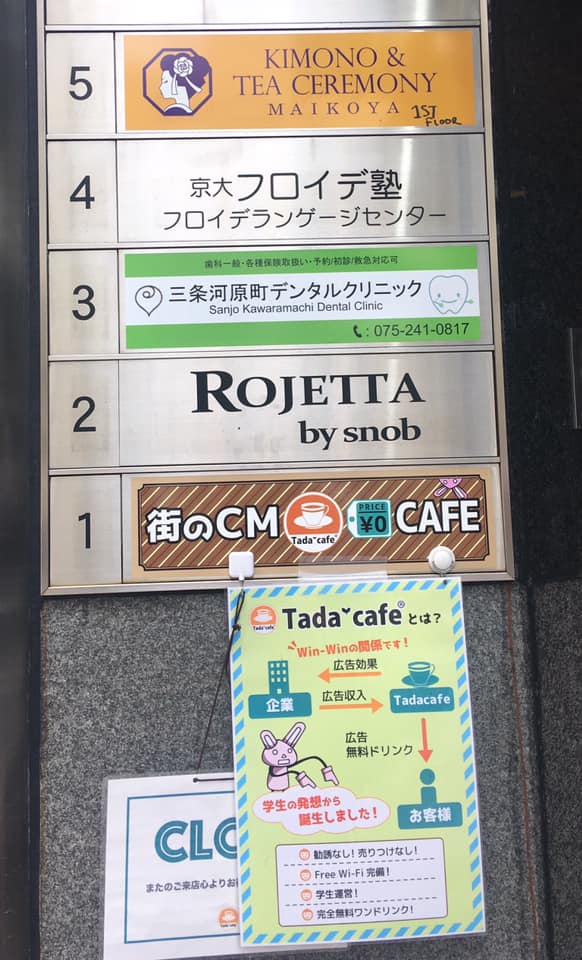 5
KIMONO &
TEA CEREMONY
MAIKOYA
1ST
FLOOR
4
京大フロイデ塾
フロイデランゲージセンター
3
歯科一般・各種保険取扱い・予約/初診/救急対応可
三条河原町デンタルクリニック
Sanjo Kawaramachi Dental Clinic
:075-241-0817
2
ROJETTA
by snob
1
街のCM
Tada cafe
PRICE
¥0
CAFE
Tada cafe®とは?
Win-Winの関係です!
広告効果
企業
広告収入
Tadacafe
広告
無料ドリンク
学生の発想から
誕生しました!
お客様
勧誘なし! 売りつけなし!
Free Wi-Fi 完備!
学生運営!
完全無料ワンドリンク!
CLO
またのご来店心よりお